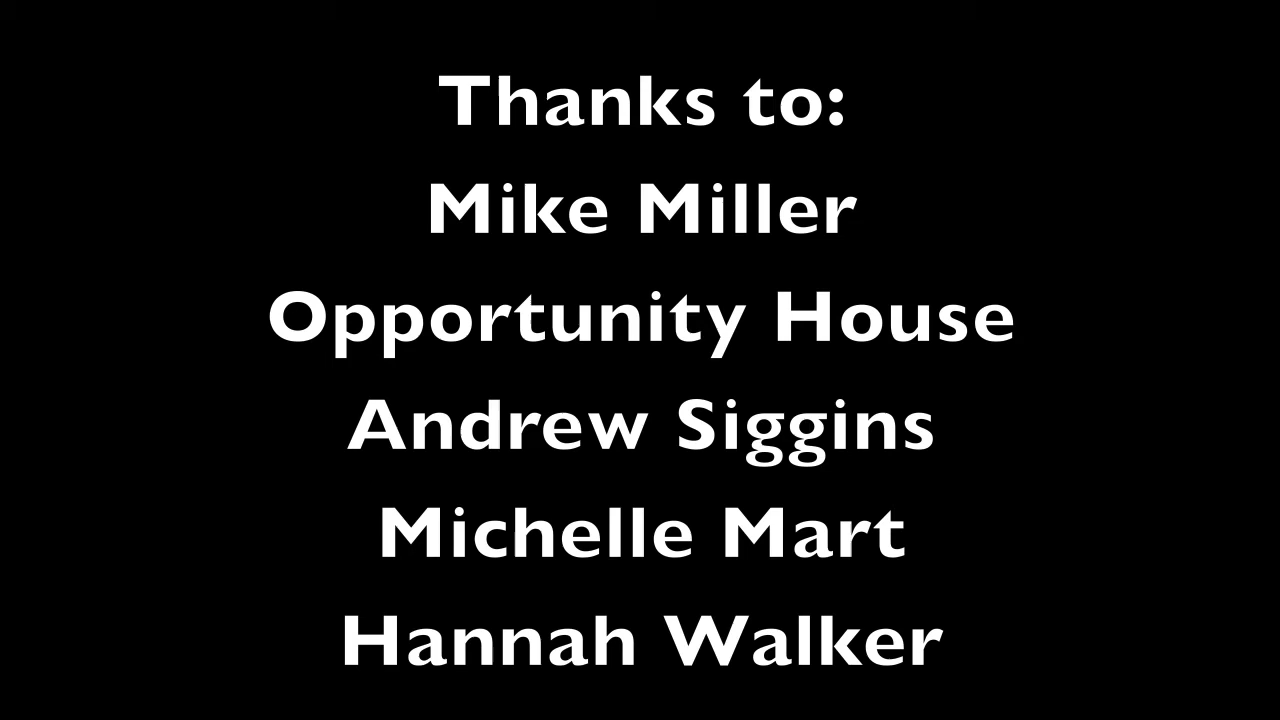 Thanks to:
Mike Miller
Opportunity House
Andrew Siggins
Michelle Mart
Hannah Walker